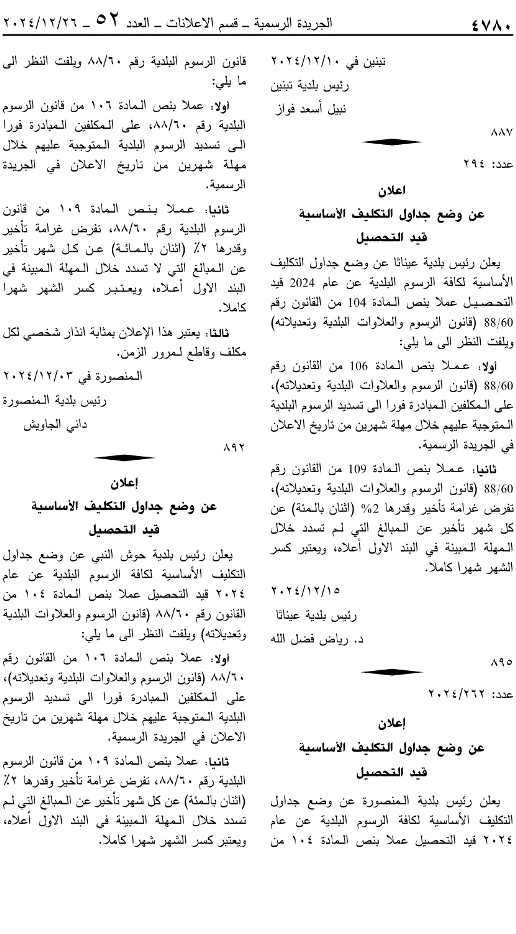 ٤٧٨٠
الجريدة الرسمية – قسم الاعلانات – العدد ٥٢ – ٢٠٢٤/١٢/٢٦
تبنين في ٢٠٢٤/١٢/١٠
رئيس بلدية تبنين
نبيل أسعد فواز
٨٨٧
عدد: ٢٩٤
اعلان
عن وضع جداول التكليف الأساسية
قيد التحصيل
يعلن رئيس بلدية عيناتا عن وضع جداول التكليف
الأساسية لكافة الرسوم البلدية عن عام 2024 قيد
التحصيل عملا بنص المادة 104 من القانون رقم
88/60 (قانون الرسوم والعلاوات البلدية وتعديلاته)
ويلفت النظر الى ما يلي:
أولا: عملا بنص المادة 106 من القانون رقم
88/60 (قانون الرسوم والعلاوات البلدية وتعديلاته)،
على المكلفين المبادرة فورا الى تسديد الرسوم البلدية
المتوجبة عليهم خلال شهرين من تاريخ الاعلان
في الجريدة الرسمية.
ثانيا: عملا بنص المادة 109 من القانون رقم
88/60 (قانون الرسوم والعلاوات البلدية وتعديلاته)،
تفرض غرامة تأخير وقدرها 2% (اثنان بالمئة) عن
كل شهر تأخير عن المبالغ التي لم تسدد خلال
المهلة المبينة في البند الاول أعلاه، ويعتبر كسر
الشهر شهرا كاملا.
٢٠٢٤/١٢/١٥
رئيس بلدية عيناتا
د. رياض فضل الله
٨٩٥
عدد: ٢٠٢٤/٢٦٢
إعلان
عن وضع جداول التكليف الأساسية
قيد التحصيل
يعلن رئيس بلدية المنصورة عن وضع جداول
التكليف الأساسية لكافة الرسوم البلدية عن عام
٢٠٢٤ قيد التحصيل عملا بنص المادة ١٠٤ من
قانون الرسوم البلدية رقم ٨٨/٦٠ ويلفت النظر الى
ما يلي:
اولا: عملا بنص المادة ١٠٦ من قانون الرسوم
البلدية رقم ٨٨/٦٠، على المكلفين المبادرة فورا
الى تسديد الرسوم البلدية المتوجبة عليهم خلال
مهلة شهرين من تاريخ الاعلان في الجريدة
الرسمية.
ثانيا: عملا بنص المادة ١٠٩ من قانون
الرسوم البلدية رقم ٨٨/٦٠، تفرض غرامة تأخير
وقدرها ٢٪ (اثنان بالمائة) عن كل شهر تأخير
عن المبالغ التي لا تسدد خلال المهلة المبينة في
البند الاول أعلاه، ويعتبر كسر الشهر شهرا
كاملا.
ثالثا: يعتبر هذا الإعلان بمثابة انذار شخصي لكل
مكلف وقاطع لمرور الزمن.
المنصورة في ٢٠٢٤/١٢/٠٣
رئيس بلدية المنصورة
داني الجاويش
٨٩٢
إعلان
عن وضع جداول التكليف الأساسية
قيد التحصيل
يعلن رئيس بلدية حوش النبي عن وضع جداول
التكليف الأساسية لكافة الرسوم البلدية عن عام
٢٠٢٤ قيد التحصيل عملا بنص المادة ١٠٤ من
القانون رقم ٨٨/٦٠ (قانون الرسوم والعلاوات البلدية
وتعديلاته) ويلفت النظر الى ما يلي:
أولا: عملا بنص المادة ١٠٦ من القانون رقم
٨٨/٦٠ (قانون الرسوم والعلاوات البلدية وتعديلاته)،
على المكلفين المبادرة فورا الى تسديد الرسوم
البلدية المتوجبة عليهم خلال مهلة شهرين من تاريخ
الاعلان في الجريدة الرسمية.
ثانيا: عملا بنص المادة ١٠٩ من قانون الرسوم
البلدية رقم ٨٨/٦٠، تفرض غرامة تأخير وقدرها ٢٪
(اثنان بالمئة) عن كل شهر تأخير عن المبالغ التي لم
تسدد خلال المهلة المبينة في البند الاول أعلاه،
ويعتبر كسر الشهر شهرا كاملا.